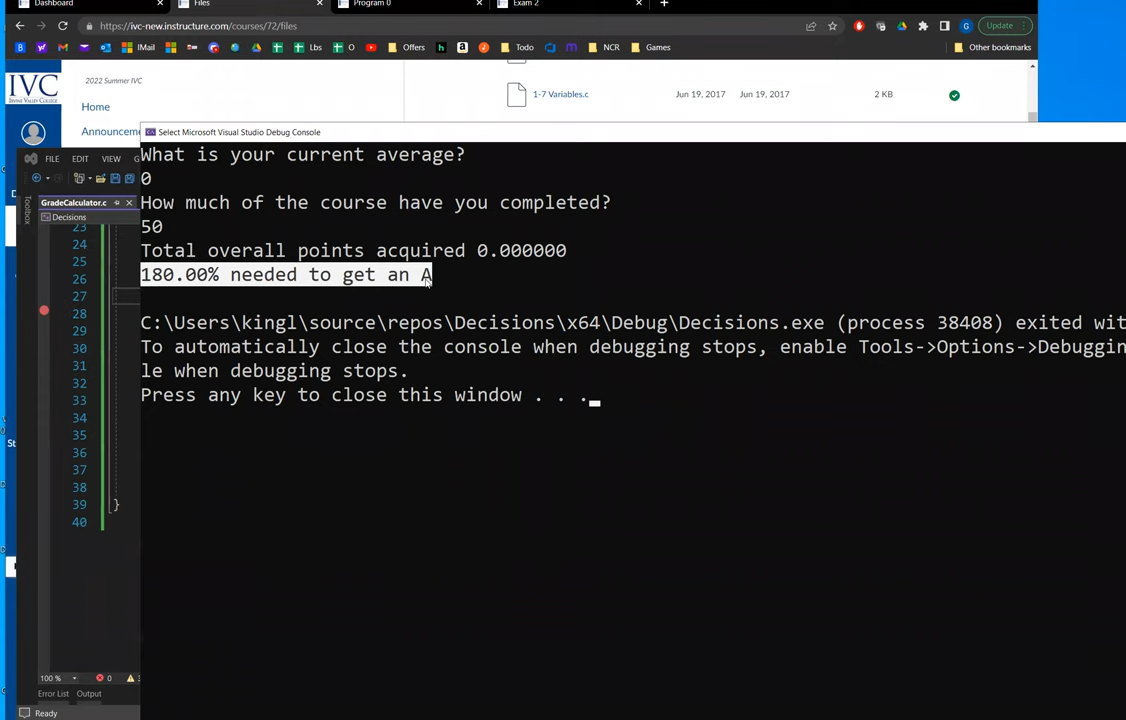 Dashboard
Files
Program 0
Exam 2
https://ivc-new.instructure.com/courses/72/files
G
Update
B
IMail
Lbs
O
Offers
h
a
Todo
NCR
Games
Other bookmarks
IVC
2022 Summer IVC
Home
Announceme
1-7 Variables.c
Jun 19, 2017
Jun 19, 2017
2 KB
Select Microsoft Visual Studio Debug Console
What is your current average?
0
How much of the course have you completed?
50
Total overall points acquired 0.000000
180.00% needed to get an A
C:\Users\kingl\source\repos\Decisions\x64\Debug\Decisions.exe (process 38408) exited wit
To automatically close the console when debugging stops, enable Tools->Options->Debuggin
le when debugging stops.
Press any key to close this window . . .
FILE EDIT VIEW G
Toolbox
GradeCalculator.c
Decisions
23
24
25
26
27
28
29
30
31
32
33
34
35
36
37
38
39 }
40
St
100 %
0
Error List
Output
Ready